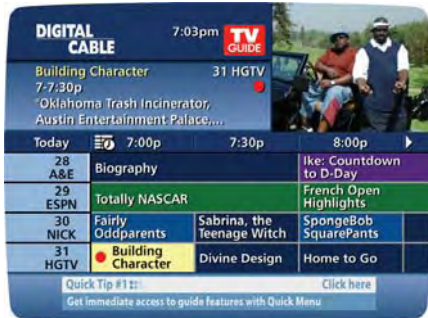 DIGITAL
CABLE
7:03pm
TV
GUIDE
Building Character
31 HGTV
7-7:30p
"Oklahoma Trash Incinerator,
Austin Entertainment Palace,...
Today
7:00p
7:30p
8:00p
28
A&E
Biography
Ike: Countdown
to D-Day
29
ESPN
Totally NASCAR
French Open
Highlights
30
NICK
Fairly
Oddparents
Sabrina, the
Teenage Witch
SpongeBob
SquarePants
31
HGTV
Building
Character
Divine Design
Home to Go
Quick Tip #1
Click here
Get immediate access to guide features with Quick Menu